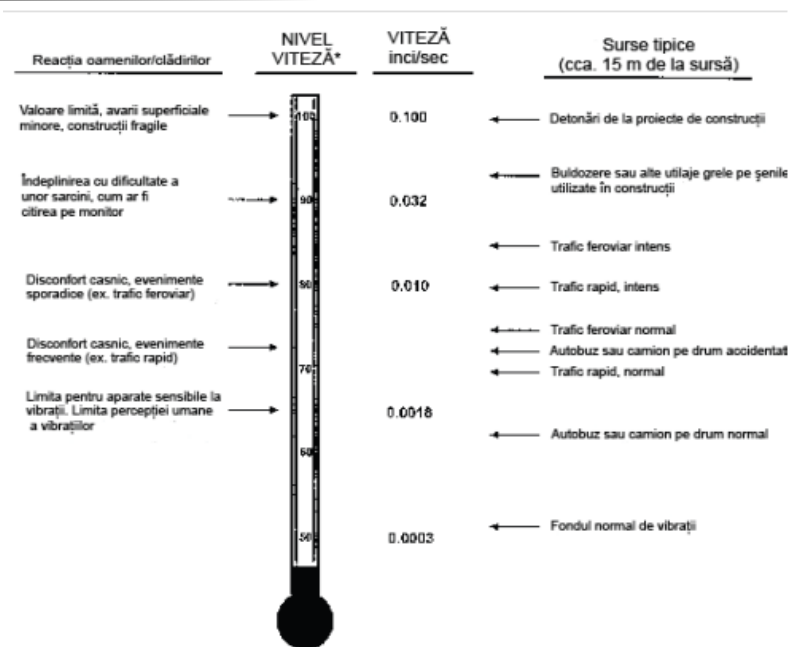 Reacția oamenilor/clădirilor
NIVEL
VITEZĂ*
VITEZĂ
inci/sec
Surse tipice
(cca. 15 m de la sursă)
Valoare limită, avarii superficiale
minore, construcții fragile
100
0.100
Detonări de la proiecte de construcții
Îndeplinirea cu dificultate a
unor sarcini, cum ar fi
citirea pe monitor
90
0.032
Buldozere sau alte utilaje grele pe șenile
utilizate în construcții
Trafic feroviar intens
Disconfort casnic, evenimente
sporadice (ex. trafic feroviar)
80
0.010
Trafic rapid, intens
Trafic feroviar normal
Disconfort casnic, evenimente
frecvente (ex. trafic rapid)
Autobuz sau camion pe drum accidentat
70
Trafic rapid, normal
Limita pentru aparate sensibile la
vibrații. Limita percepției umane
a vibrațiilor
0.0018
Autobuz sau camion pe drum normal
60
Fondul normal de vibrații
50
0.0003